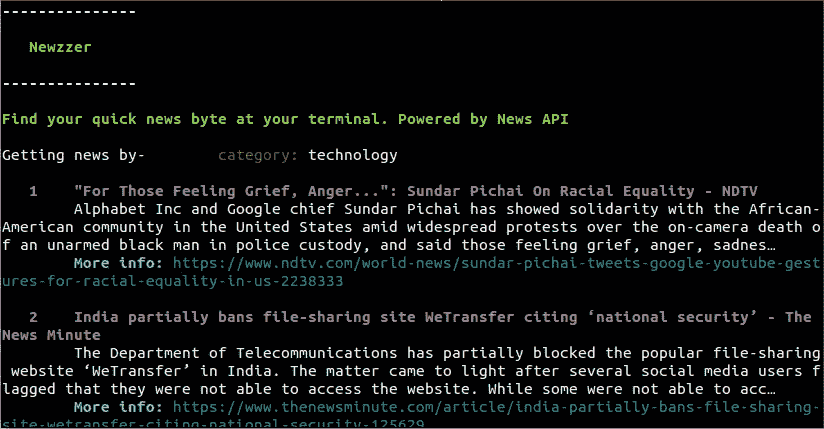 ---------------
Newzzer
---------------
Find your quick news byte at your terminal. Powered by News API
Getting news by- category: technology
1 "For Those Feeling Grief, Anger...": Sundar Pichai On Racial Equality - NDTV
Alphabet Inc and Google chief Sundar Pichai has showed solidarity with the African-
American community in the United States amid widespread protests over the on-camera death o
f an unarmed black man in police custody, and said those feeling grief, anger, sadnes…
More info: https://www.ndtv.com/world-news/sundar-pichai-tweets-google-youtube-gest
ures-for-racial-equality-in-us-2238333
2 India partially bans file-sharing site WeTransfer citing ‘national security’ - The
News Minute
The Department of Telecommunications has partially blocked the popular file-sharing
website ‘WeTransfer’ in India. The matter came to light after several social media users f
lagged that they were not able to access the website. While some were not able to acc…
More info: https://www.thenewsminute.com/article/india-partially-bans-file-sharing-
site-wetransfer-citing-national-security-125629